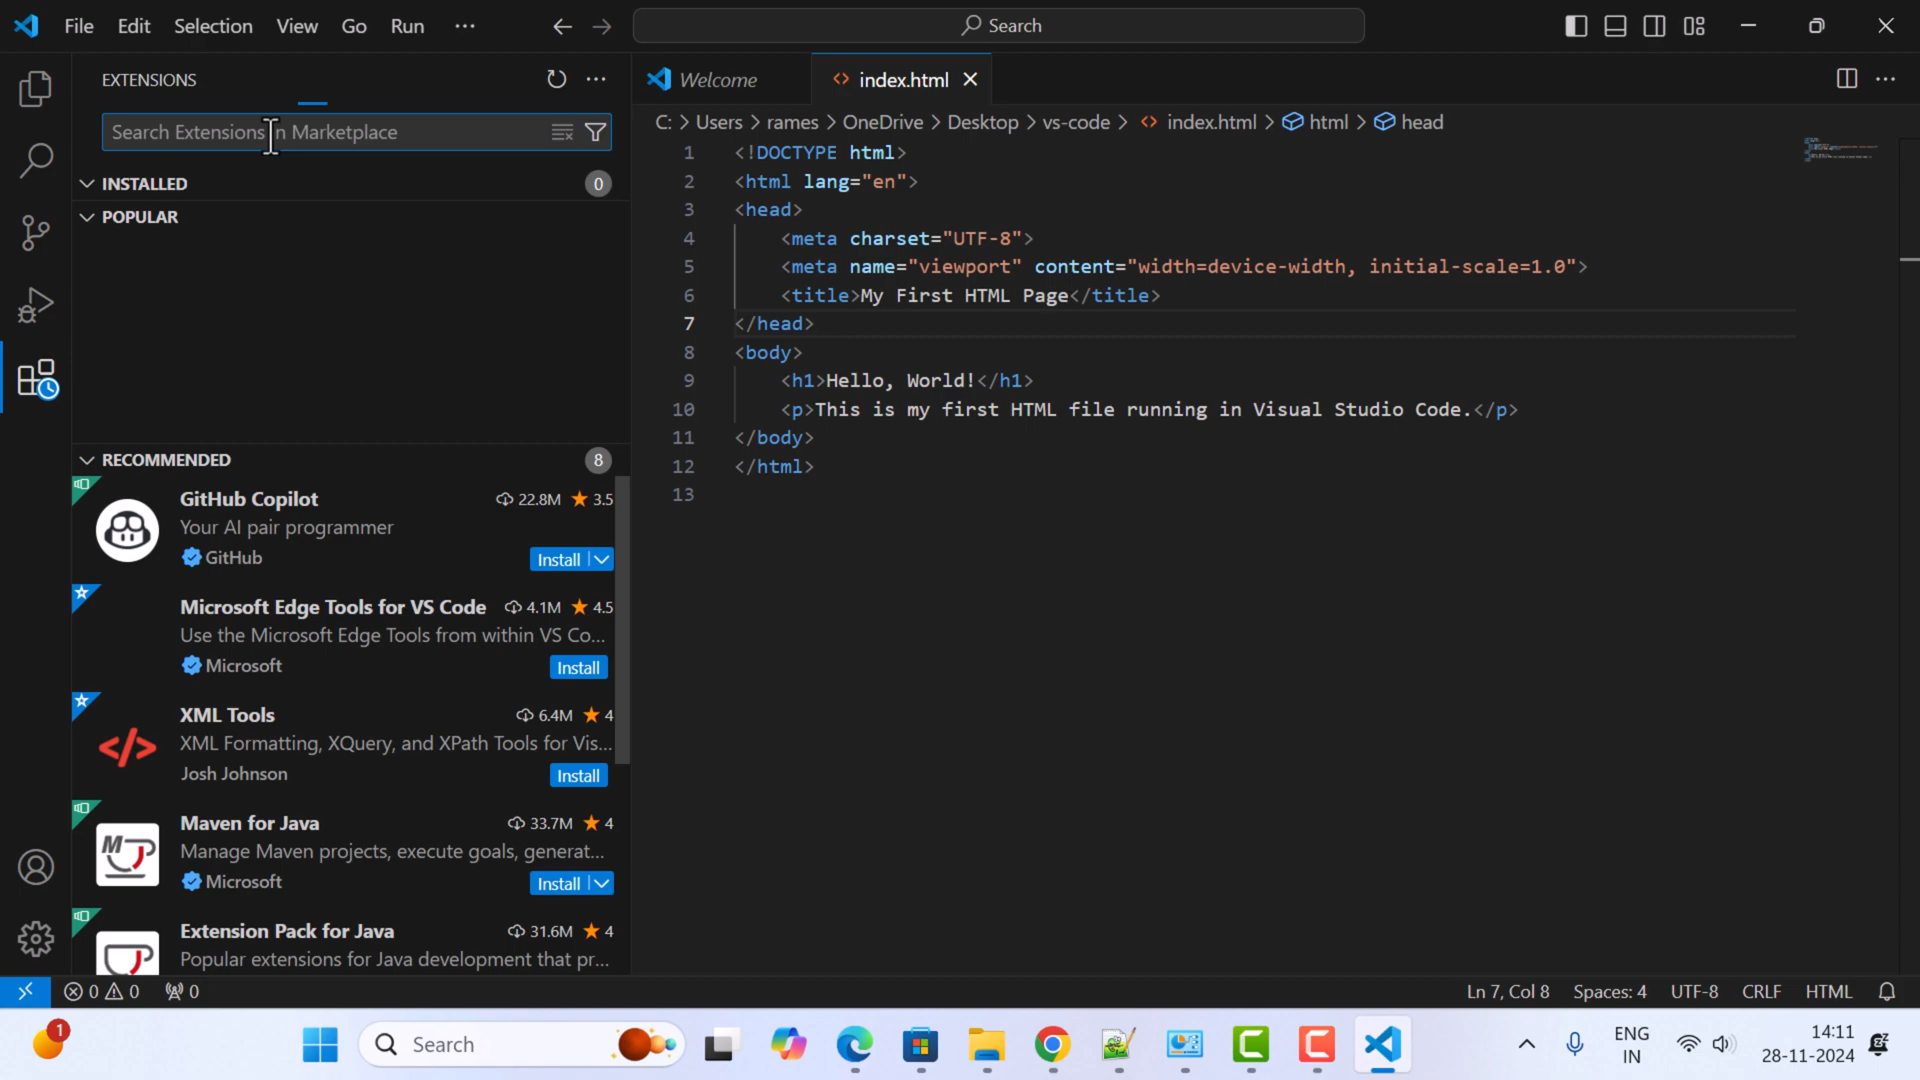 File Edit Selection View Go Run ···
Search
EXTENSIONS
Search Extensions in Marketplace
INSTALLED 0
POPULAR
RECOMMENDED 8
GitHub Copilot 22.8M ★ 3.5
Your AI pair programmer
GitHub
Install
Microsoft Edge Tools for VS Code 4.1M ★ 4.5
Use the Microsoft Edge Tools from within VS Co...
Microsoft
Install
XML Tools 6.4M ★ 4
XML Formatting, XQuery, and XPath Tools for Vis...
Josh Johnson
Install
Maven for Java 33.7M ★ 4
Manage Maven projects, execute goals, generat...
Microsoft
Install
Extension Pack for Java 31.6M ★ 4
Popular extensions for Java development that pr...
Welcome
<> index.html
C: > Users > rames > OneDrive > Desktop > vs-code > <> index.html > html > head
1 <!DOCTYPE html>
2 <html lang="en">
3 <head>
4 <meta charset="UTF-8">
5 <meta name="viewport" content="width=device-width, initial-scale=1.0">
6 <title>My First HTML Page</title>
7 </head>
8 <body>
9 <h1>Hello, World!</h1>
10 <p>This is my first HTML file running in Visual Studio Code.</p>
11 </body>
12 </html>
13
0 0 0
Ln 7, Col 8 Spaces: 4 UTF-8 CRLF HTML
1
Search
ENG
IN
14:11
28-11-2024